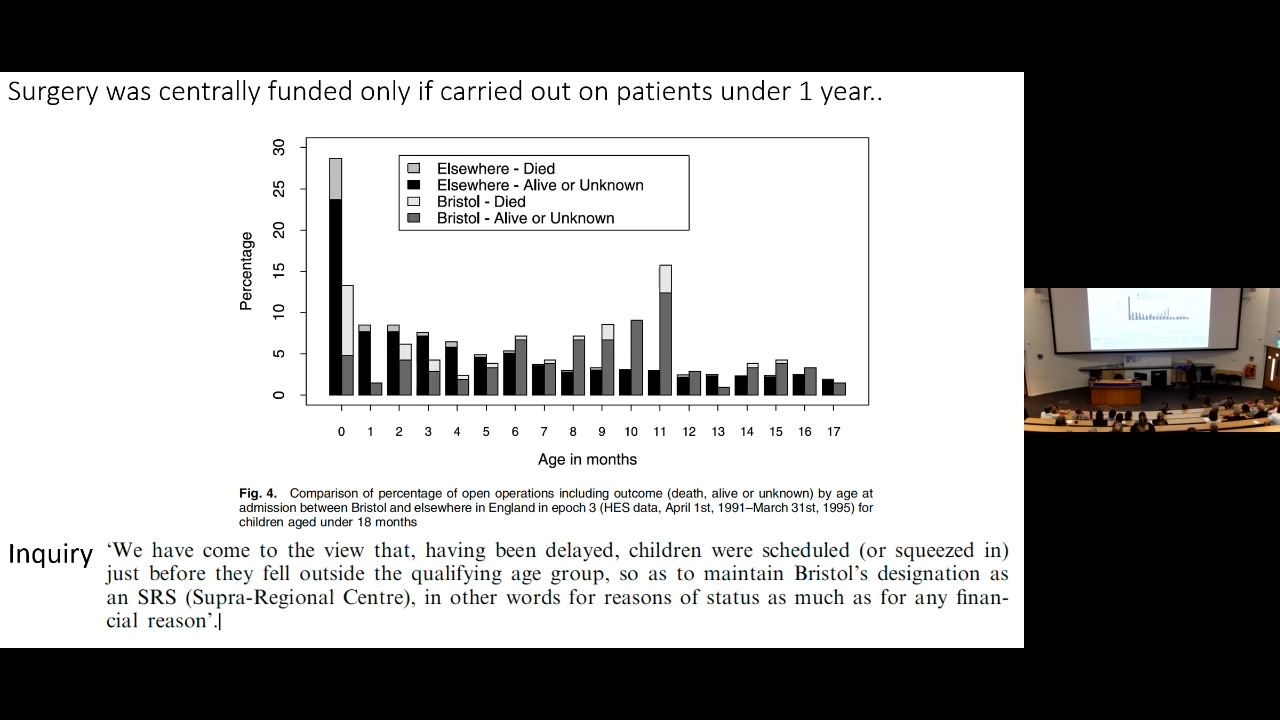 Surgery was centrally funded only if carried out on patients under 1 year..
30
25
20
15
10
5
0
Percentage
Elsewhere - Died
Elsewhere - Alive or Unknown
Bristol - Died
Bristol - Alive or Unknown
0 1 2 3 4 5 6 7 8 9 10 11 12 13 14 15 16 17
Age in months
Fig. 4. Comparison of percentage of open operations including outcome (death, alive or unknown) by age at
admission between Bristol and elsewhere in England in epoch 3 (HES data, April 1st, 1991–March 31st, 1995) for
children aged under 18 months
Inquiry ‘We have come to the view that, having been delayed, children were scheduled (or squeezed in)
just before they fell outside the qualifying age group, so as to maintain Bristol’s designation as
an SRS (Supra-Regional Centre), in other words for reasons of status as much as for any finan-
cial reason’.